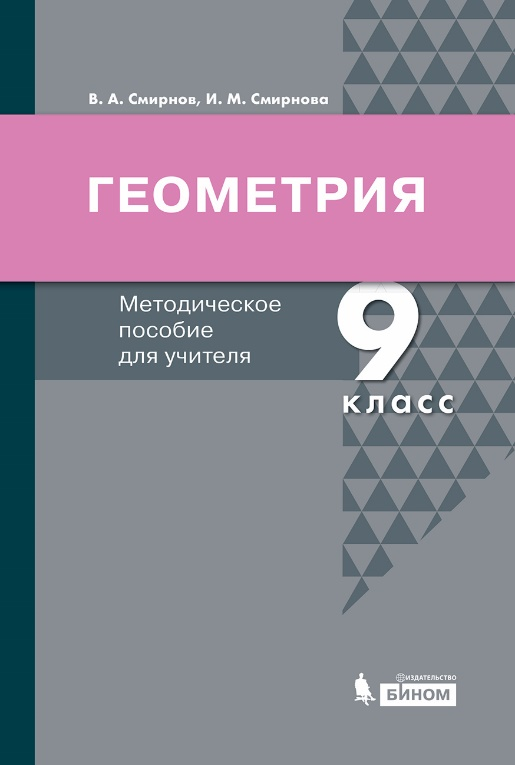 В. А. Смирнов, И. М. Смирнова
ГЕОМЕТРИЯ
Методическое
пособие
для учителя
9
класс
ИЗДАТЕЛЬСТВО
БИНОМ